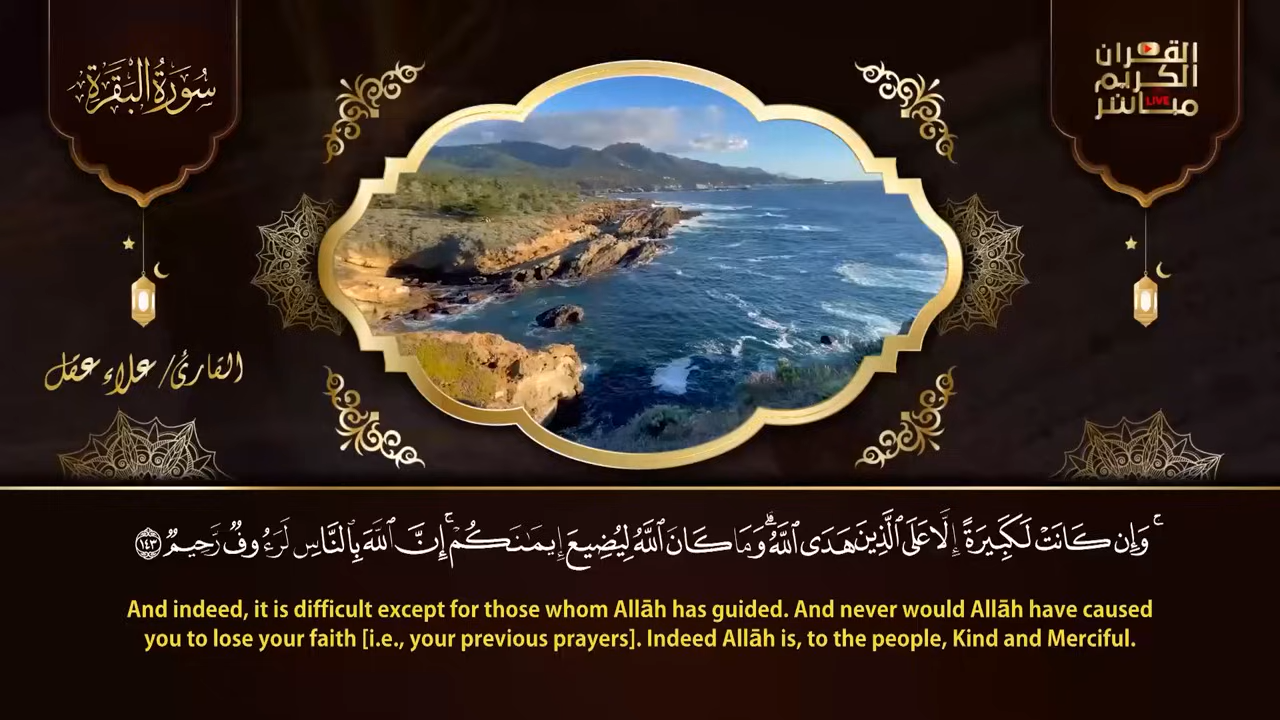 سُورَةُ البَقَرَةِ
القرآن
الكريم
مباشر
LIVE
القارئ/ علاء عقل
وَإِن كَانَتْ لَكَبِيرَةً إِلَّا عَلَى ٱلَّذِينَ هَدَى ٱللَّهُ ۗ وَمَا كَانَ ٱللَّهُ لِيُضِيعَ إِيمَـٰنَكُمْ ۚ إِنَّ ٱللَّهَ بِٱلنَّاسِ لَرَءُوفٌ رَّحِيمٌ ١٤٣
And indeed, it is difficult except for those whom Allāh has guided. And never would Allāh have caused
you to lose your faith [i.e., your previous prayers]. Indeed Allāh is, to the people, Kind and Merciful.